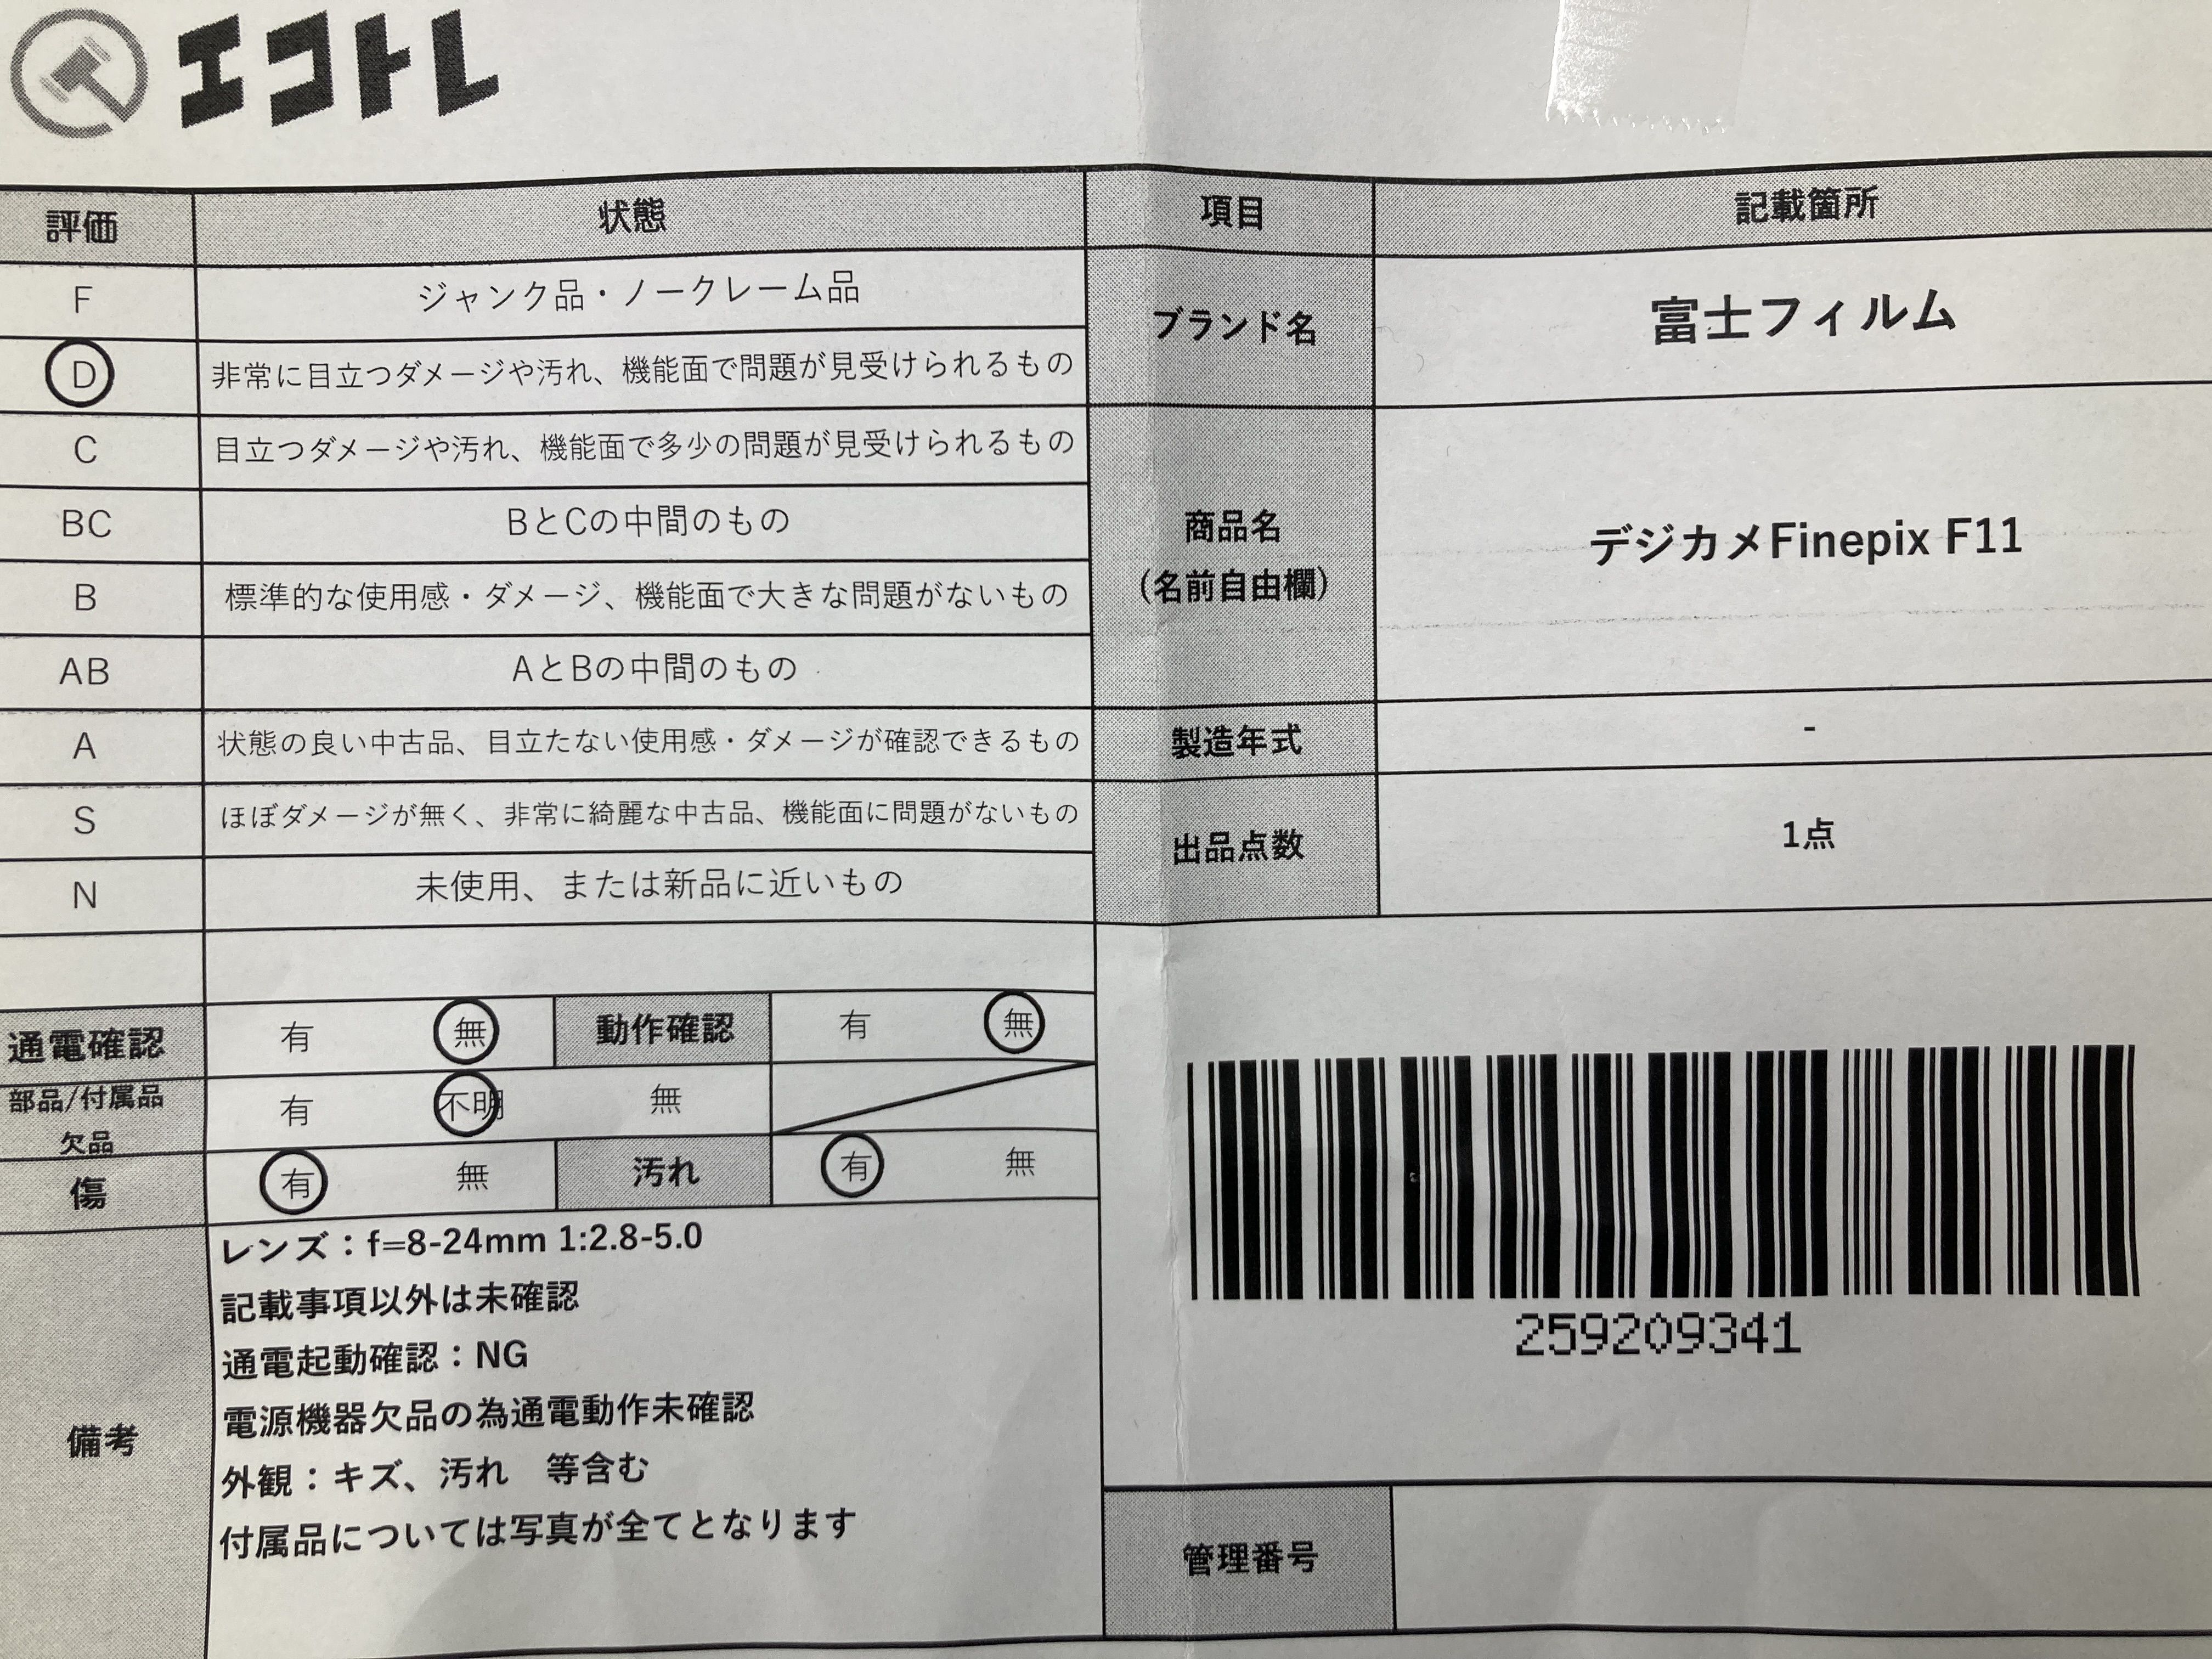 エコトレ
評価 状態 項目 記載箇所
F ジャンク品・ノークレーム品
D 非常に目立つダメージや汚れ、機能面で問題が見受けられるもの
C 目立つダメージや汚れ、機能面で多少の問題が見受けられるもの
BC BとCの中間のもの
B 標準的な使用感・ダメージ、機能面で大きな問題がないもの
AB AとBの中間のもの
A 状態の良い中古品、目立たない使用感・ダメージが確認できるもの
S ほぼダメージが無く、非常に綺麗な中古品、機能面に問題がないもの
N 未使用、または新品に近いもの
ブランド名 富士フィルム
商品名
(名前自由欄)
デジカメFinepix F11
製造年式 -
出品点数 1点
通電確認 有 無 動作確認 有 無
部品/付属品
欠品
有 不明 無
傷 有 無 汚れ 有 無
備考
レンズ：f=8-24mm 1:2.8-5.0
記載事項以外は未確認
通電起動確認：NG
電源機器欠品の為通電動作未確認
外観：キズ、汚れ　等含む
付属品については写真が全てとなります
259209341
管理番号